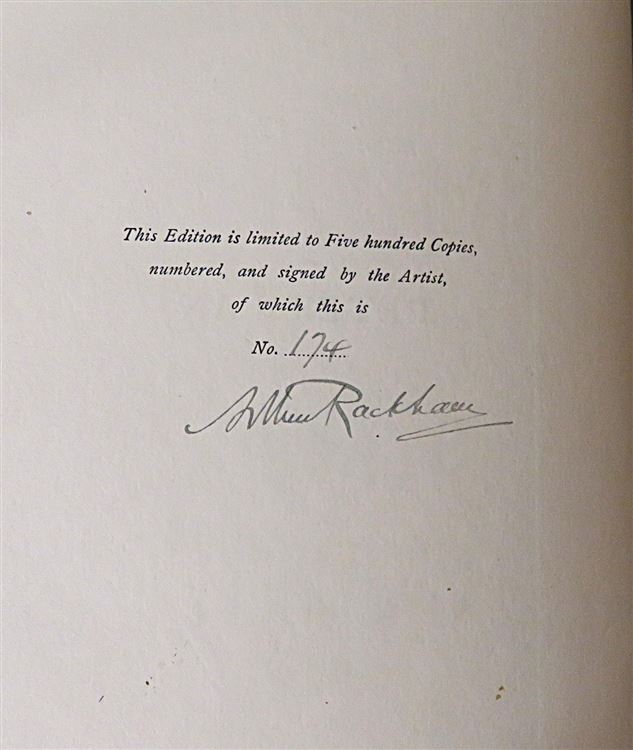 This Edition is limited to Five hundred Copies,
numbered, and signed by the Artist,
of which this is
No. 174
Arthur Rackham